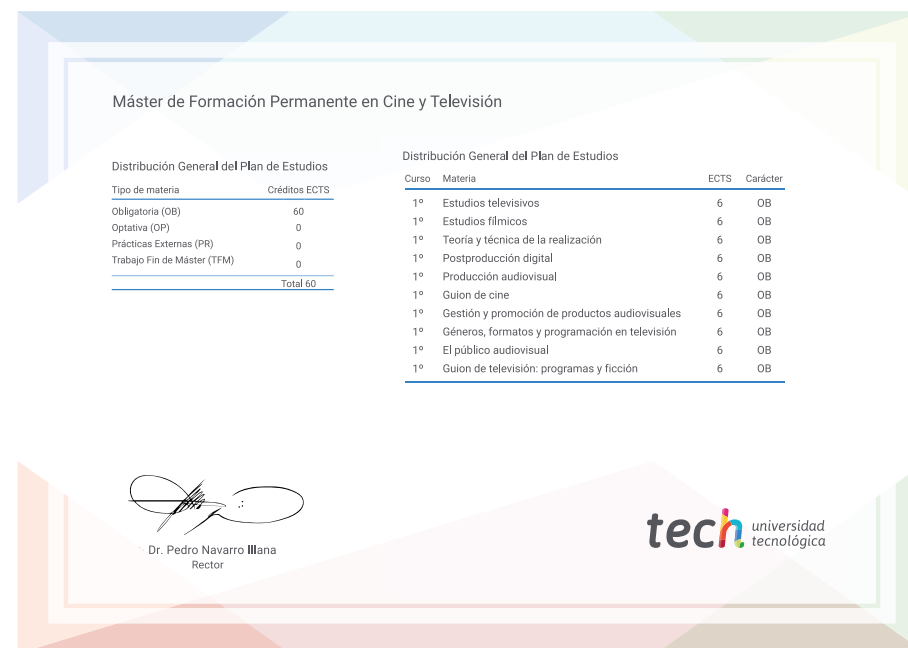 Máster de Formación Permanente en Cine y Televisión
Distribución General del Plan de Estudios
Tipo de materia Créditos ECTS
Obligatoria (OB) 60
Optativa (OP) 0
Prácticas Externas (PR) 0
Trabajo Fin de Máster (TFM) 0
Total 60
Distribución General del Plan de Estudios
Curso Materia ECTS Carácter
1º Estudios televisivos 6 OB
1º Estudios fílmicos 6 OB
1º Teoría y técnica de la realización 6 OB
1º Postproducción digital 6 OB
1º Producción audiovisual 6 OB
1º Guion de cine 6 OB
1º Gestión y promoción de productos audiovisuales 6 OB
1º Géneros, formatos y programación en televisión 6 OB
1º El público audiovisual 6 OB
1º Guion de televisión: programas y ficción 6 OB
Dr. Pedro Navarro Illana
Rector
tech universidad
tecnológica